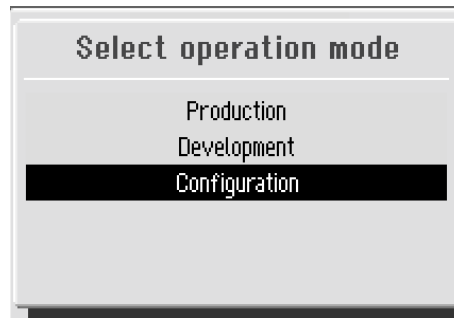 Select operation mode
Production
Development
Configuration